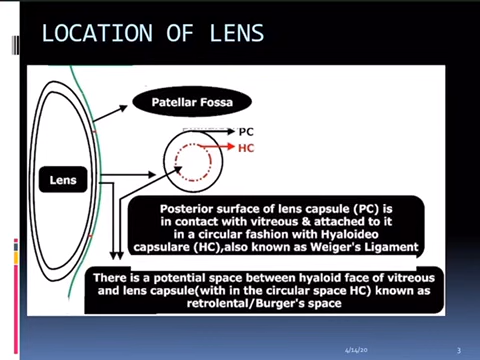 LOCATION OF LENS
Patellar Fossa
PC
HC
Lens
Posterior surface of lens capsule (PC) is
in contact with vitreous & attached to it
in a circular fashion with Hyaloideo
capsulare (HC),also known as Weiger's Ligament
There is a potential space between hyaloid face of vitreous
and lens capsule(with in the circular space HC) known as
retrolental/Burger's space
4/14/20
3